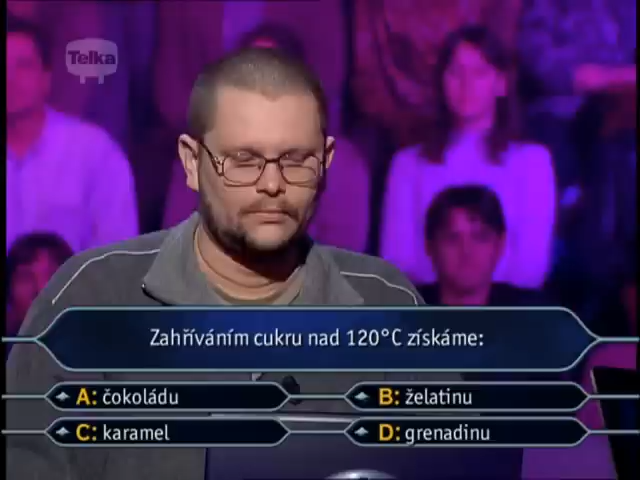 Telka
Zahříváním cukru nad 120°C získáme:
A: čokoládu
B: želatinu
C: karamel
D: grenadinu